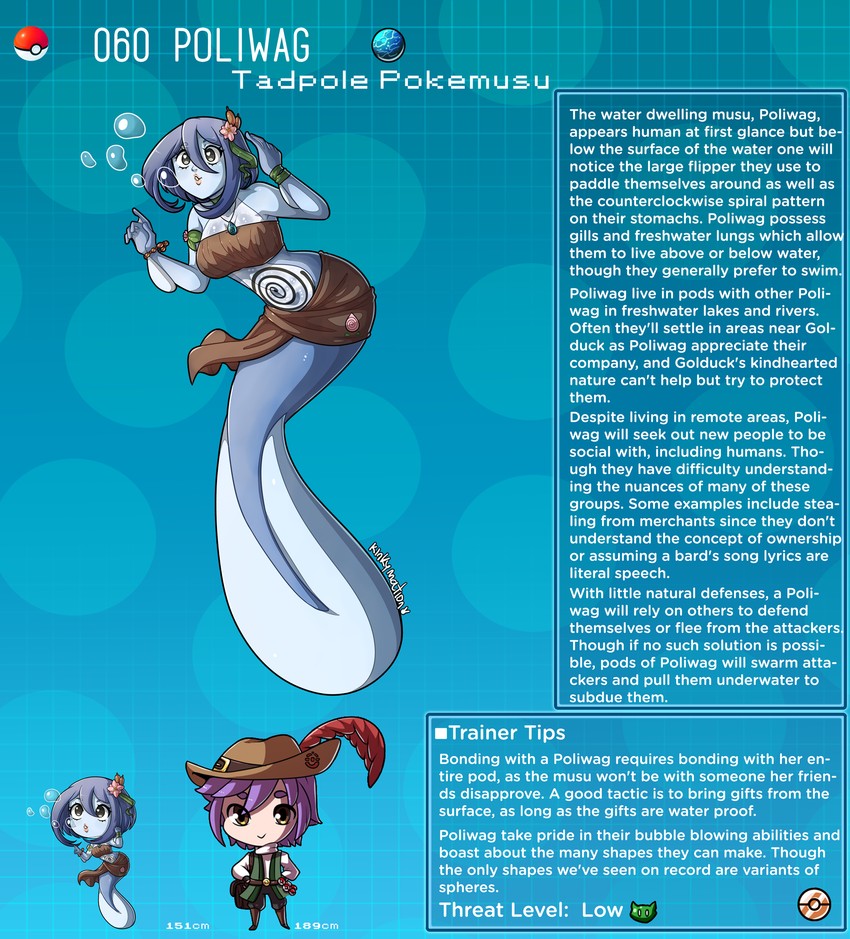 060 POLIWAG
Tadpole Pokemusu
The water dwelling musu, Poliwag,
appears human at first glance but be-
low the surface of the water one will
notice the large flipper they use to
paddle themselves around as well as
the counterclockwise spiral pattern
on their stomachs. Poliwag possess
gills and freshwater lungs which allow
them to live above or below water,
though they generally prefer to swim.
Poliwag live in pods with other Poli-
wag in freshwater lakes and rivers.
Often they'll settle in areas near Gol-
duck as Poliwag appreciate their
company, and Golduck's kindhearted
nature can't help but try to protect
them.
Despite living in remote areas, Poli-
wag will seek out new people to be
social with, including humans. Tho-
ugh they have difficulty understand-
ing the nuances of many of these
groups. Some examples include stea-
ling from merchants since they don't
understand the concept of ownership
or assuming a bard's song lyrics are
literal speech.
With little natural defenses, a Poli-
wag will rely on others to defend
themselves or flee from the attackers.
Though if no such solution is possi-
ble, pods of Poliwag will swarm atta-
ckers and pull them underwater to
subdue them.
kinkymation
Trainer Tips
Bonding with a Poliwag requires bonding with her en-
tire pod, as the musu won't be with someone her frien-
ds disapprove. A good tactic is to bring gifts from the
surface, as long as the gifts are water proof.
Poliwag take pride in their bubble blowing abilities and
boast about the many shapes they can make. Though
the only shapes we've seen on record are variants of
spheres.
Threat Level: Low
151cm
189cm